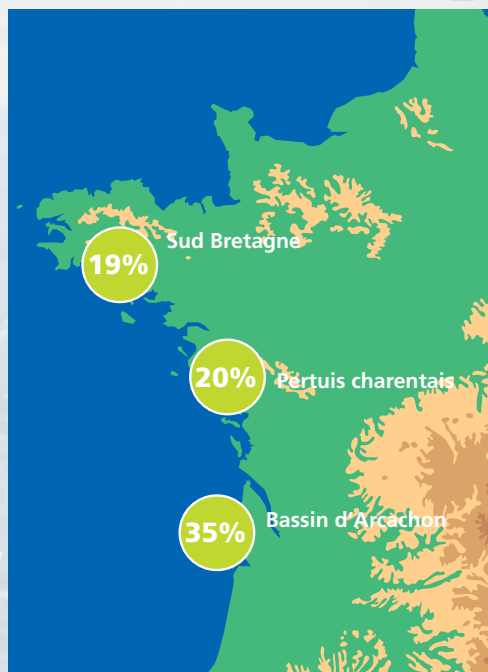 Sud Bretagne
19%
20%
Pertuis charentais
Bassin d'Arcachon
35%